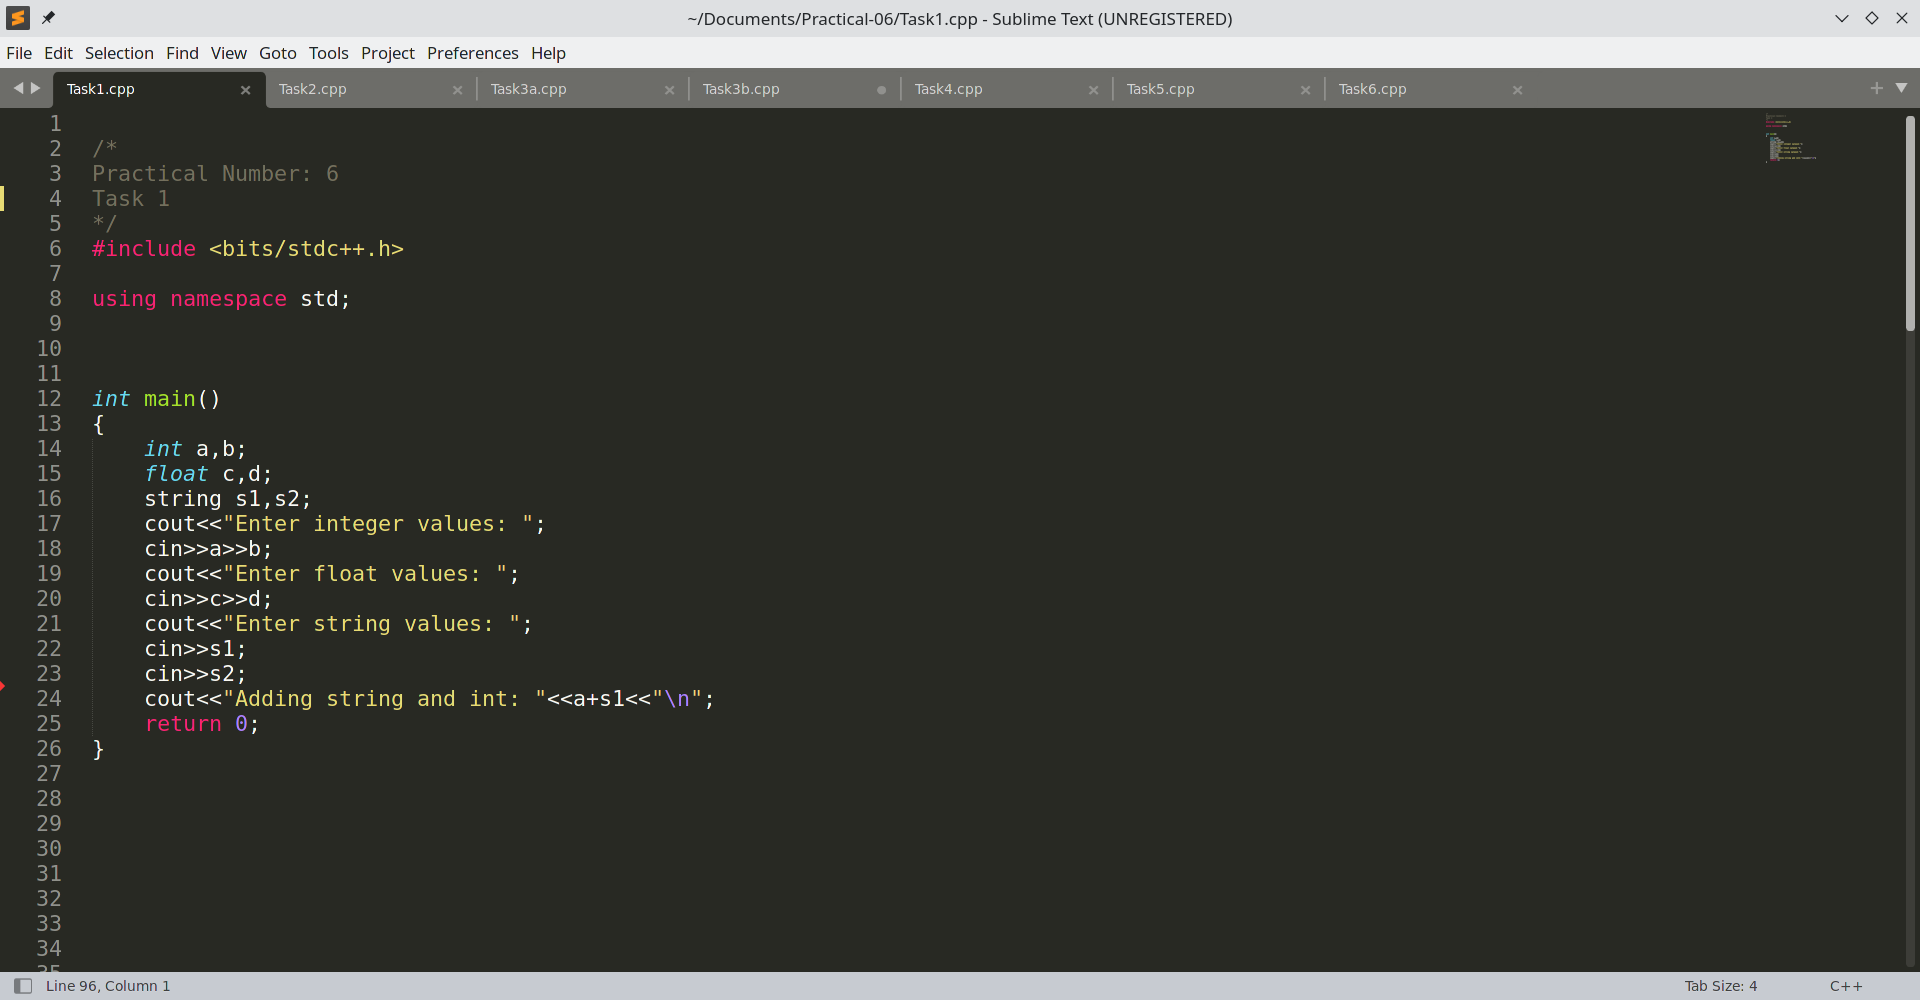 ~/Documents/Practical-06/Task1.cpp - Sublime Text (UNREGISTERED)
File Edit Selection Find View Goto Tools Project Preferences Help
Task1.cpp Task2.cpp Task3a.cpp Task3b.cpp Task4.cpp Task5.cpp Task6.cpp
1
2 /*
3 Practical Number: 6
4 Task 1
5 */
6 #include <bits/stdc++.h>
7
8 using namespace std;
9
10
11
12 int main()
13 {
14     int a,b;
15     float c,d;
16     string s1,s2;
17     cout<<"Enter integer values: ";
18     cin>>a>>b;
19     cout<<"Enter float values: ";
20     cin>>c>>d;
21     cout<<"Enter string values: ";
22     cin>>s1;
23     cin>>s2;
24     cout<<"Adding string and int: "<<a+s1<<"\n";
25     return 0;
26 }
27
28
29
30
31
32
33
34
35
Line 96, Column 1 Tab Size: 4 C++